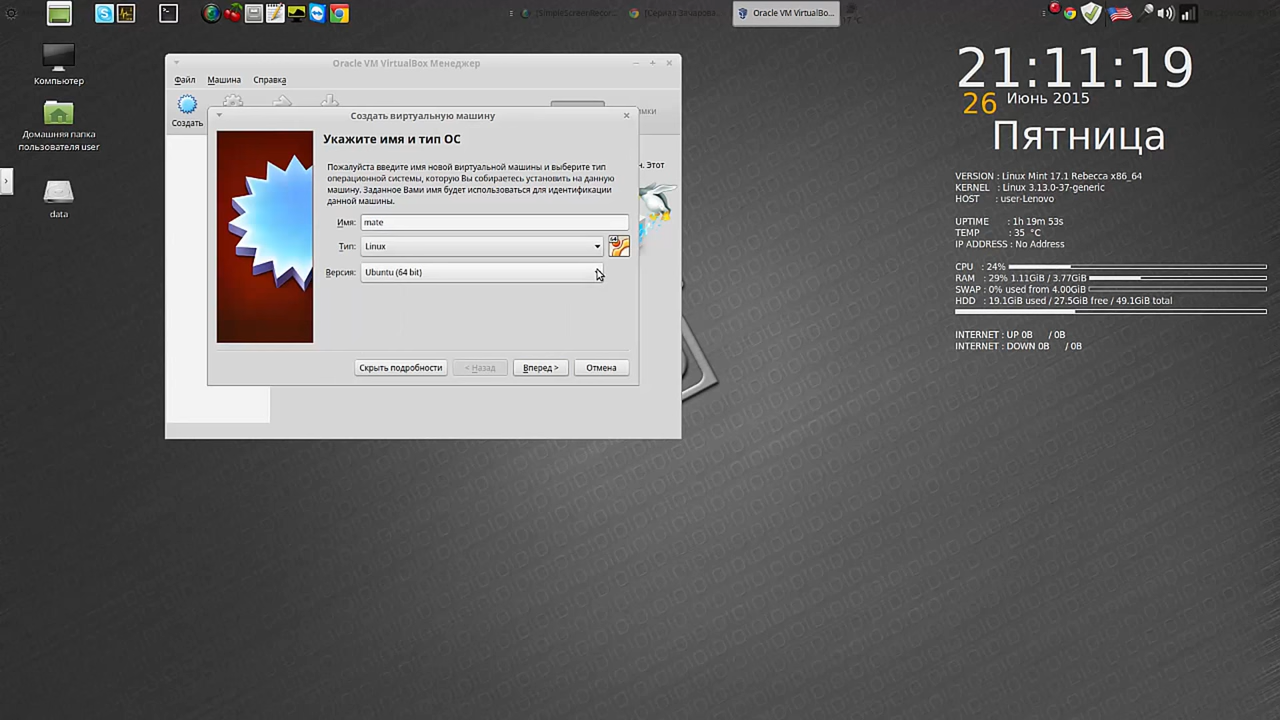 [SimpleScreenRecor...
Oracle VM VirtualBo...
17 °C
Компьютер
Домашняя папка
пользователя user
data
Oracle VM VirtualBox Менеджер
Файл Машина Справка
Создать
Создать виртуальную машину
Укажите имя и тип ОС
Пожалуйста введите имя новой виртуальной машины и выберите тип
операционной системы, которую Вы собираетесь установить на данную
машину. Заданное Вами имя будет использоваться для идентификации
данной машины.
Имя: mate
Тип: Linux
Версия: Ubuntu (64 bit)
Скрыть подробности < Назад Вперед > Отмена
н. Этот
21:11:19
26 Июнь 2015
Пятница
VERSION : Linux Mint 17.1 Rebecca x86_64
KERNEL : Linux 3.13.0-37-generic
HOST : user-Lenovo
UPTIME : 1h 19m 53s
TEMP : 35 °C
IP ADDRESS : No Address
CPU : 24%
RAM : 29% 1.11GiB / 3.77GiB
SWAP : 0% used from 4.00GiB
HDD : 19.1GiB used / 27.5GiB free / 49.1GiB total
INTERNET : UP 0B / 0B
INTERNET : DOWN 0B / 0B